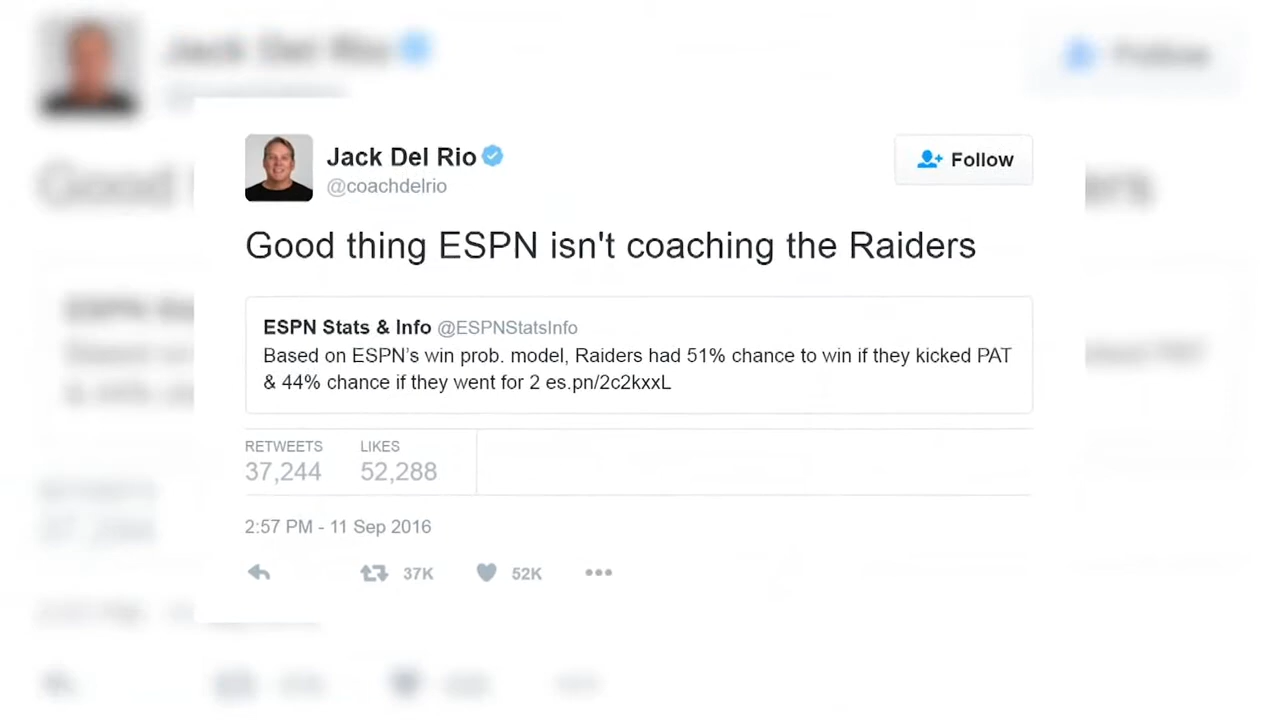 Jack Del Rio
@coachdelrio
Follow
Good thing ESPN isn't coaching the Raiders
ESPN Stats & Info @ESPNStatsInfo
Based on ESPN’s win prob. model, Raiders had 51% chance to win if they kicked PAT
& 44% chance if they went for 2 es.pn/2c2kxxL
RETWEETS LIKES
37,244 52,288
2:57 PM - 11 Sep 2016
37K 52K